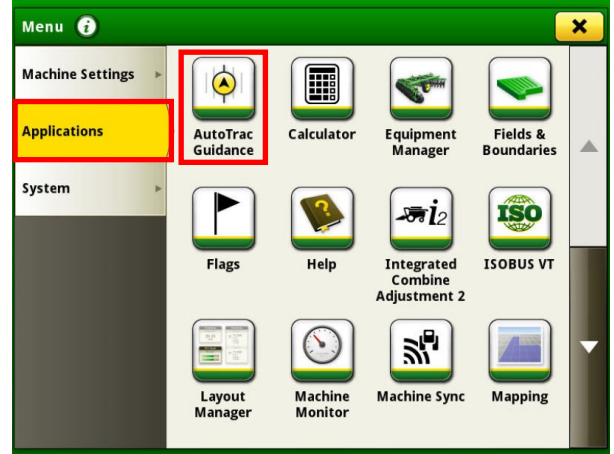 Menu i
Machine Settings
Applications
System
AutoTrac
Guidance
Calculator
Equipment
Manager
Fields &
Boundaries
Flags
Help
?
i2
Integrated
Combine
Adjustment 2
ISO
ISOBUS VT
Layout
Manager
Machine
Monitor
Machine Sync
Mapping